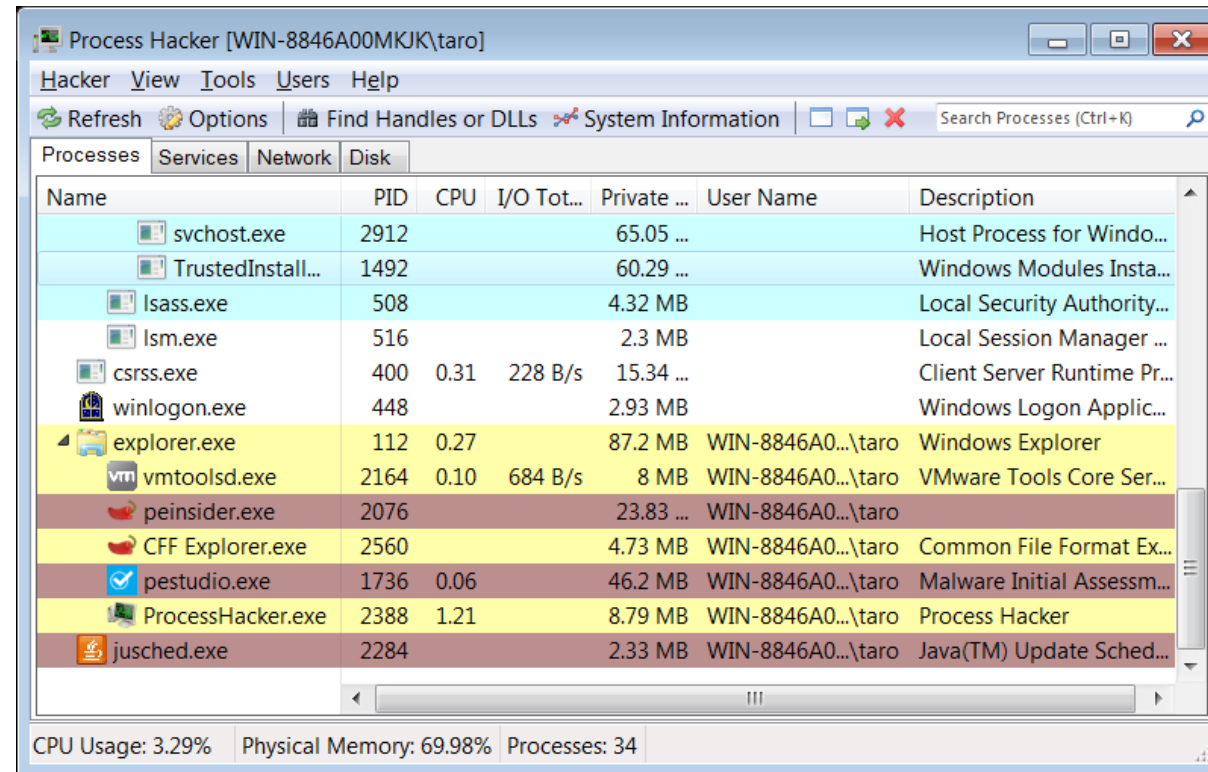 Process Hacker [WIN-8846A00MKJK\taro]
Hacker View Tools Users Help
Refresh Options Find Handles or DLLs System Information Search Processes (Ctrl+K)
Processes Services Network Disk
Name PID CPU I/O Tot... Private ... User Name Description
svchost.exe 2912 65.05 ... Host Process for Windo...
TrustedInstall... 1492 60.29 ... Windows Modules Insta...
lsass.exe 508 4.32 MB Local Security Authority...
lsm.exe 516 2.3 MB Local Session Manager ...
csrss.exe 400 0.31 228 B/s 15.34 ... Client Server Runtime Pr...
winlogon.exe 448 2.93 MB Windows Logon Applic...
explorer.exe 112 0.27 87.2 MB WIN-8846A0...\taro Windows Explorer
vm vmtoolsd.exe 2164 0.10 684 B/s 8 MB WIN-8846A0...\taro VMware Tools Core Ser...
peinsider.exe 2076 23.83 ... WIN-8846A0...\taro
CFF Explorer.exe 2560 4.73 MB WIN-8846A0...\taro Common File Format Ex...
pestudio.exe 1736 0.06 46.2 MB WIN-8846A0...\taro Malware Initial Assessm...
ProcessHacker.exe 2388 1.21 8.79 MB WIN-8846A0...\taro Process Hacker
jusched.exe 2284 2.33 MB WIN-8846A0...\taro Java(TM) Update Sched...
CPU Usage: 3.29% Physical Memory: 69.98% Processes: 34